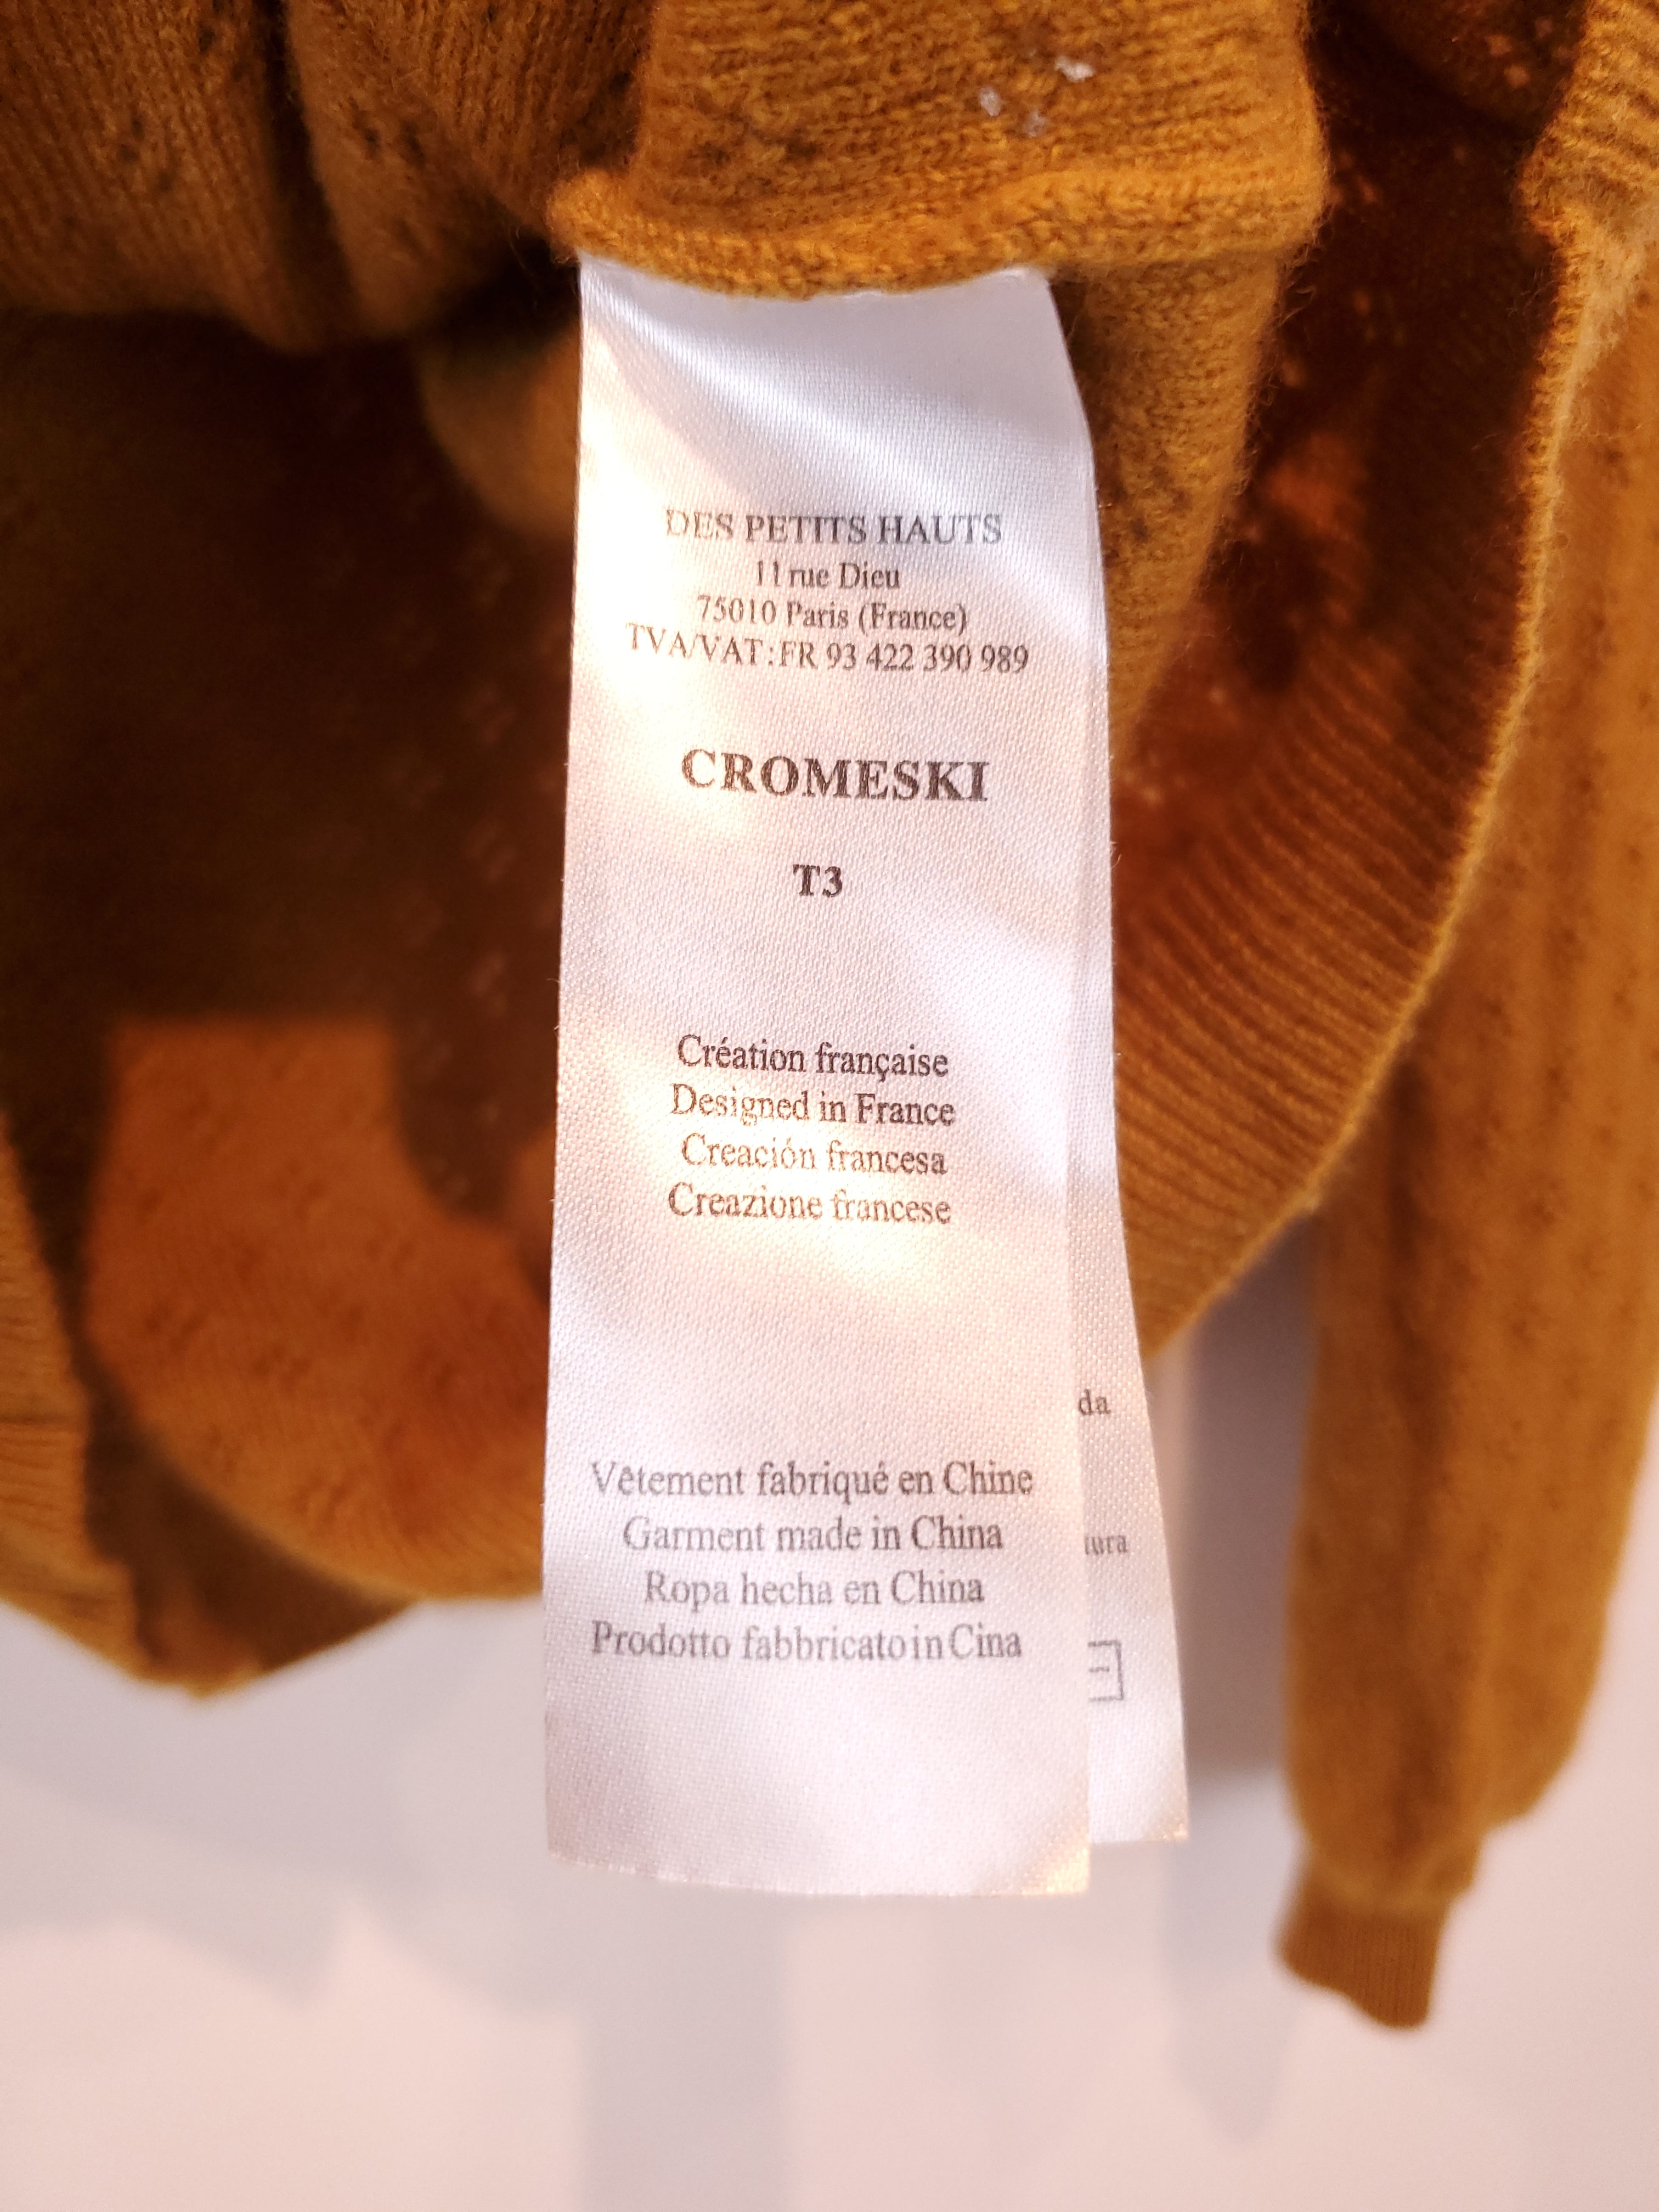 DES PETITS HAUTS
11 rue Dieu
75010 Paris (France)
TVA/VAT:FR 93 422 390 989
CROMESKI
T3
Création française
Designed in France
Creación francesa
Creazione francese
Vêtement fabriqué en Chine
Garment made in China
Ropa hecha en China
Prodotto fabbricato in Cina
da